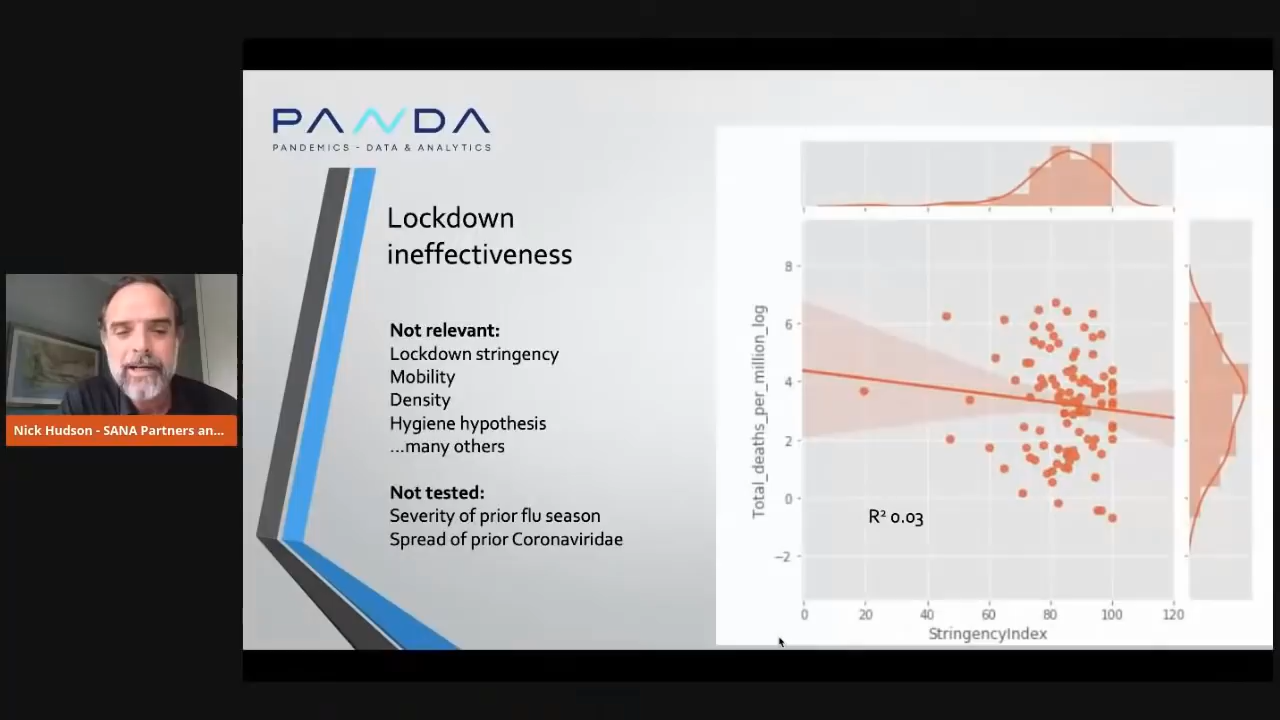 PANDA
PANDEMICS - DATA & ANALYTICS
Lockdown
ineffectiveness
Not relevant:
Lockdown stringency
Mobility
Density
Hygiene hypothesis
...many others
Not tested:
Severity of prior flu season
Spread of prior Coronaviridae
Nick Hudson - SANA Partners an...
Total_deaths_per_million_log
8
6
4
2
0
−2
R² 0.03
0 20 40 60 80 100 120
StringencyIndex